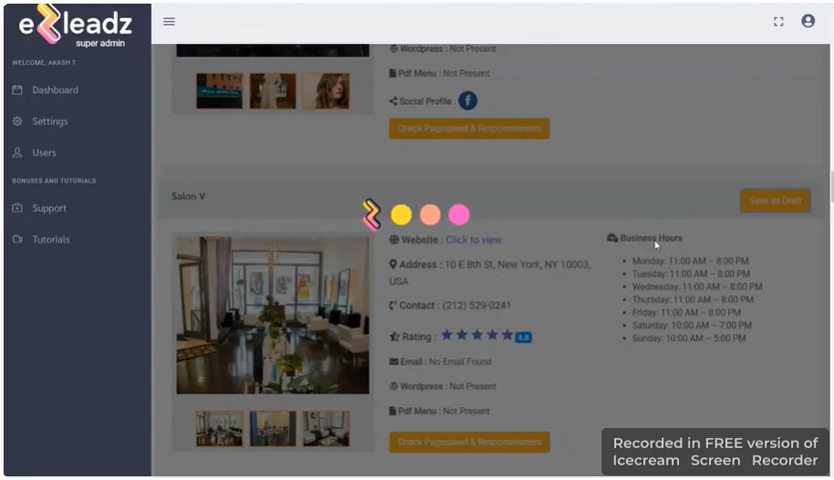 ezleadz
super admin
WELCOME, AKASH T
Dashboard
Settings
Users
BONUSES AND TUTORIALS
Support
Tutorials
Wordpress : Not Present
Pdf Menu : Not Present
Social Profile :
Check Pagespeed & Responsiveness
Salon V
Save as Draft
Website : Click to view
Address : 10 E 8th St, New York, NY 10003,
USA
Contact : (212) 529-0241
Rating : 4.6
Email : No Email Found
Wordpress : Not Present
Pdf Menu : Not Present
Check Pagespeed & Responsiveness
Business Hours
Monday: 11:00 AM – 8:00 PM
Tuesday: 11:00 AM – 8:00 PM
Wednesday: 11:00 AM – 8:00 PM
Thursday: 11:00 AM – 8:00 PM
Friday: 11:00 AM – 8:00 PM
Saturday: 10:00 AM – 7:00 PM
Sunday: 10:00 AM – 5:00 PM
Recorded in FREE version of
Icecream Screen Recorder